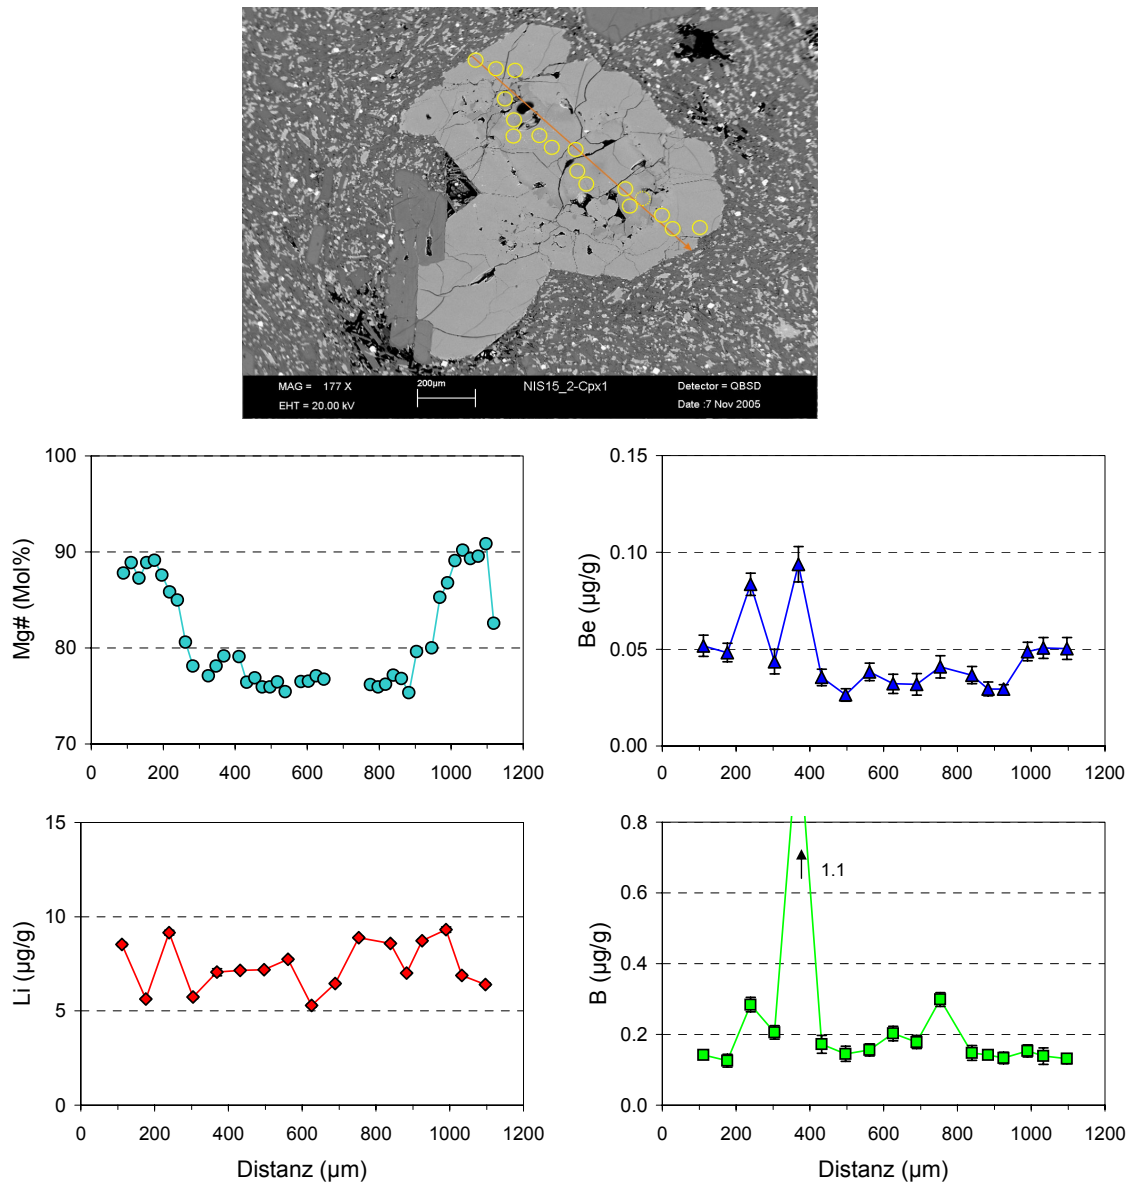 MAG = 177 X
200µm
NIS15_2-Cpx1
Detector = QBSD
EHT = 20.00 kV
Date :7 Nov 2005
Mg# (Mol%)
100
90
80
70
0 200 400 600 800 1000 1200
Be (µg/g)
0.15
0.10
0.05
0.00
0 200 400 600 800 1000 1200
Li (µg/g)
15
10
5
0
0 200 400 600 800 1000 1200
Distanz (µm)
B (µg/g)
0.8
0.6
0.4
0.2
0.0
1.1
0 200 400 600 800 1000 1200
Distanz (µm)